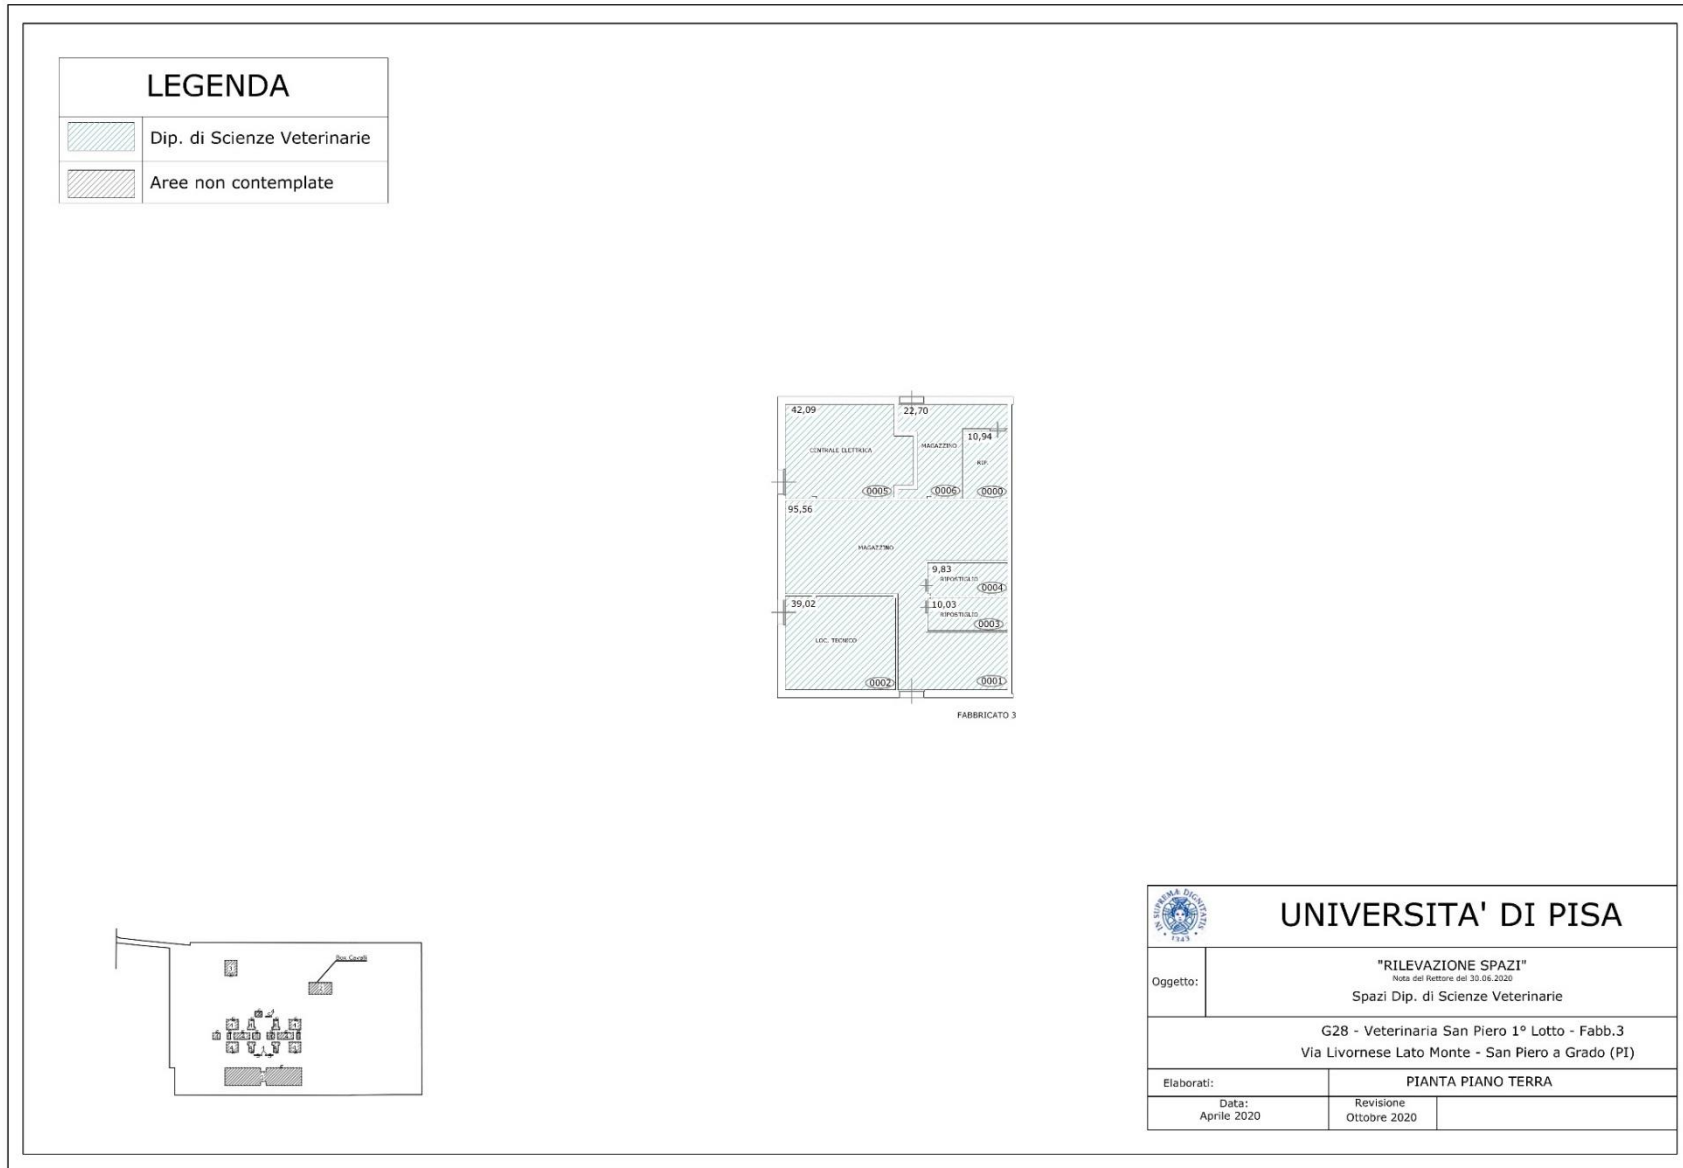 LEGENDA
Dip. di Scienze Veterinarie
Aree non contemplate
42,09
22,70
10,94
MAGAZZINO
CENTRALE ELETTRICA
RIP.
0005
0006
0000
95,56
MAGAZZINO
9,83
RIPOSTIGLIO
0004
39,02
10,03
RIPOSTIGLIO
0003
LOC. TECNICO
0002
0001
FABBRICATO 3
Box Cavalli
IN SUPREMA DIGNITATIS
UNIVERSITA' DI PISA
Oggetto:
"RILEVAZIONE SPAZI"
Nota del Rettore del 30.06.2020
Spazi Dip. di Scienze Veterinarie
G28 - Veterinaria San Piero 1° Lotto - Fabb.3
Via Livornese Lato Monte - San Piero a Grado (PI)
Elaborati:
PIANTA PIANO TERRA
Data:
Aprile 2020
Revisione
Ottobre 2020